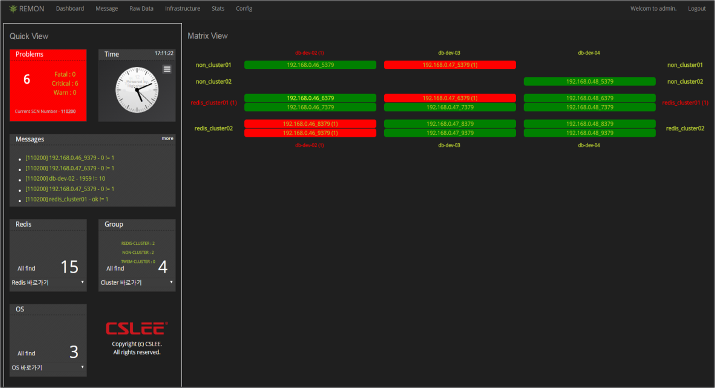 REMON Dashboard Message Raw Data Infrastructure Stats Config Welcom to admin. Logout
Quick View
Problems
6
Fatal : 0
Critical : 6
Warn : 0
Current SCN Number : 110200
Time 17:11:22
Messages more
[110200] 192.168.0.46_9379 - 0 != 1
[110200] 192.168.0.47_6379 - 0 != 1
[110200] db-dev-02 - 1959 != 10
[110200] 192.168.0.47_5379 - 0 != 1
[110200] redis_cluster01 - ok != 1
Redis
All find 15
Redis 바로가기
Group
REDIS-CLUSTER : 2
NON-CLUSTER : 2
All find 4
Cluster 바로가기
OS
All find 3
OS 바로가기
CSLEE
Copyright (c) CSLEE.
All rights reserved.
Matrix View
db-dev-02 (1) db-dev-03 db-dev-04
non_cluster01 192.168.0.46_5379 192.168.0.47_5379 (1) non_cluster01
non_cluster02 192.168.0.48_5379 non_cluster02
192.168.0.46_6379 192.168.0.47_6379 (1) 192.168.0.48_6379
redis_cluster01 (1) redis_cluster01 (1)
192.168.0.46_7379 192.168.0.47_7379 192.168.0.48_7379
192.168.0.46_8379 (1) 192.168.0.47_8379 192.168.0.48_8379
redis_cluster02 redis_cluster02
192.168.0.46_9379 (1) 192.168.0.47_9379 192.168.0.48_9379
db-dev-02 (1) db-dev-03 db-dev-04